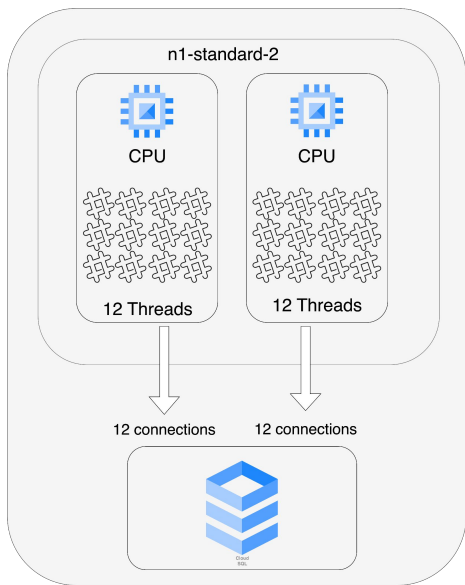 n1-standard-2
CPU
CPU
12 Threads
12 Threads
12 connections
12 connections
Cloud
SQL